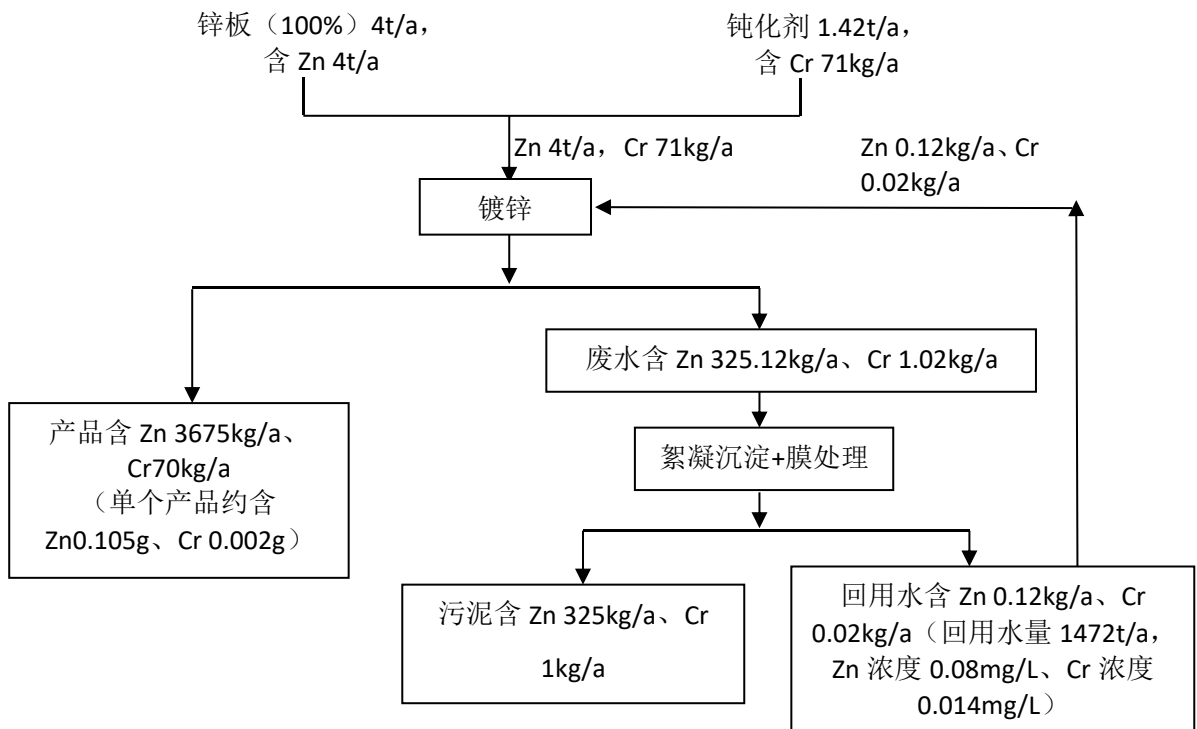 锌板（100%）4t/a，
含 Zn 4t/a
钝化剂 1.42t/a，
含 Cr 71kg/a
Zn 4t/a， Cr 71kg/a
Zn 0.12kg/a、Cr
0.02kg/a
镀锌
废水含 Zn 325.12kg/a、Cr 1.02kg/a
产品含 Zn 3675kg/a、
Cr70kg/a
（单个产品约含
Zn0.105g、Cr 0.002g）
絮凝沉淀+膜处理
污泥含 Zn 325kg/a、Cr
1kg/a
回用水含 Zn 0.12kg/a、Cr
0.02kg/a（回用水量 1472t/a，
Zn 浓度 0.08mg/L、Cr 浓度
0.014mg/L）